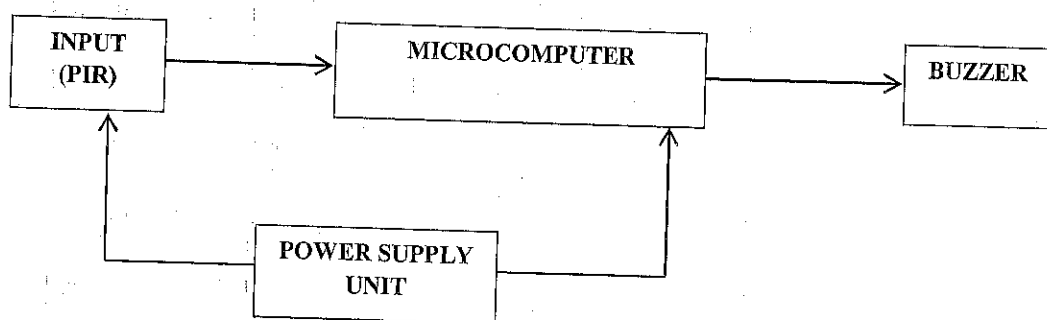 INPUT
(PIR)
MICROCOMPUTER
BUZZER
POWER SUPPLY
UNIT